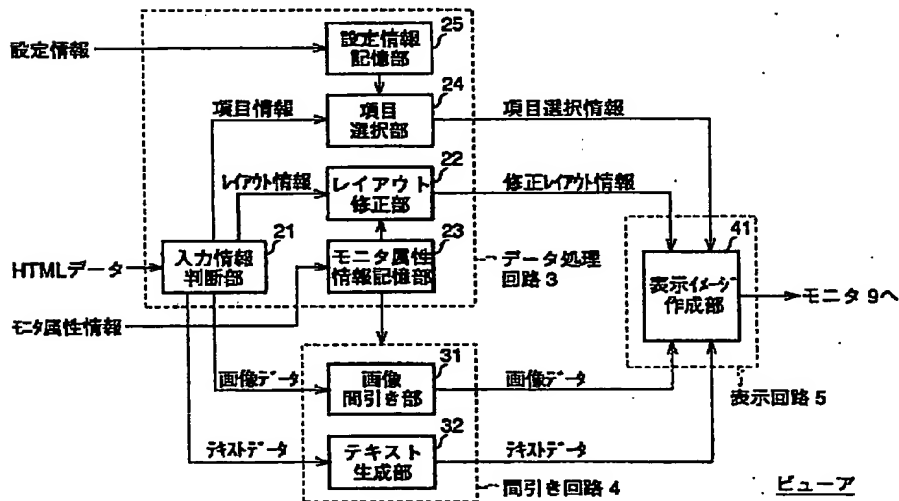 設定情報
25
設定情報
記憶部
24
項目情報
項目
選択部
項目選択情報
22
レイアウト情報
レイアウト
修正部
修正レイアウト情報
21
入力情報
判断部
HTMLデータ
23
モニタ属性
情報記憶部
データ処理
回路 3
41
表示イメージ
作成部
モニタ 9へ
モニタ属性情報
31
画像データ
画像
間引き部
画像データ
表示回路 5
32
テキストデータ
テキスト
生成部
テキストデータ
間引き回路 4
ビューア